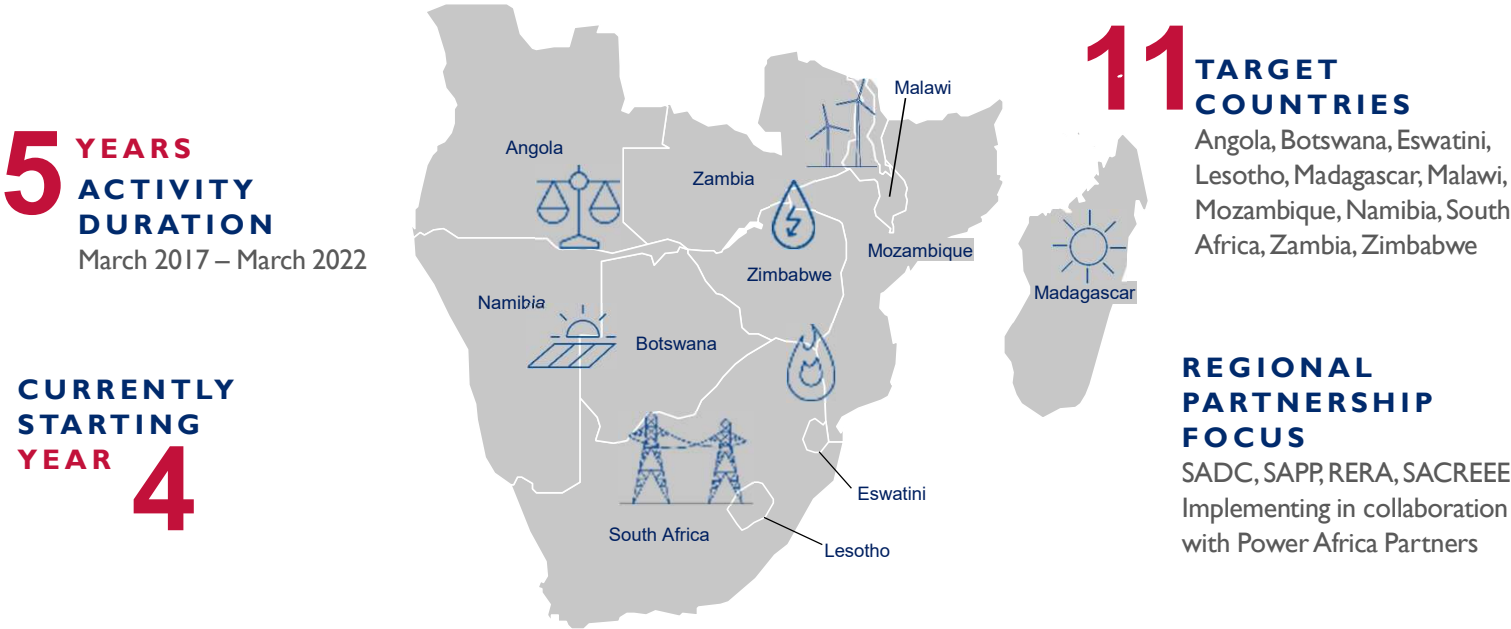 5 YEARS
ACTIVITY
DURATION
March 2017 – March 2022
CURRENTLY
STARTING
YEAR 4
Angola
Zambia
Malawi
Mozambique
Zimbabwe
Namibia
Botswana
Madagascar
Eswatini
South Africa
Lesotho
11 TARGET
COUNTRIES
Angola, Botswana, Eswatini,
Lesotho, Madagascar, Malawi,
Mozambique, Namibia, South
Africa, Zambia, Zimbabwe
REGIONAL
PARTNERSHIP
FOCUS
SADC, SAPP, RERA, SACREEE
Implementing in collaboration
with Power Africa Partners